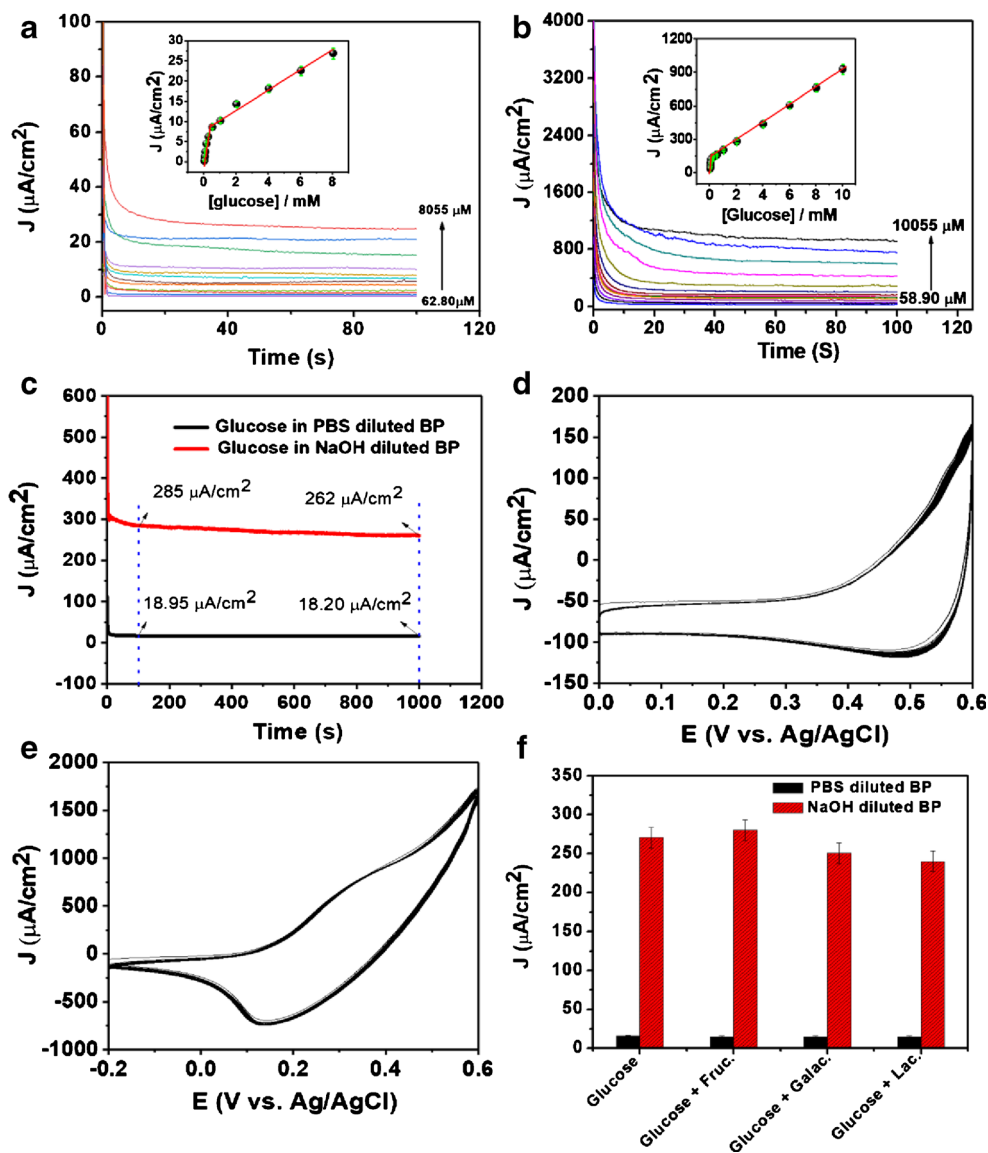 a
100
80
60
40
20
0
J (µA/cm²)
0
40
80
120
Time (s)
30
25
20
15
10
5
0
J (µA/cm²)
0
2
4
6
8
[glucose] / mM
8055 µM
62.80µM
b
4000
3200
2400
1600
800
0
J (µA/cm²)
0
20
40
60
80
100
120
Time (S)
1200
900
600
300
0
J (µA/cm²)
0
2
4
6
8
10
[Glucose] / mM
10055 µM
58.90 µM
c
600
500
400
300
200
100
0
-100
J (µA/cm²)
0
200
400
600
800
1000
1200
Time (s)
Glucose in PBS diluted BP
Glucose in NaOH diluted BP
285 µA/cm²
262 µA/cm²
18.95 µA/cm²
18.20 µA/cm²
d
200
150
100
50
0
-50
-100
-150
J (µA/cm²)
0.0
0.1
0.2
0.3
0.4
0.5
0.6
E (V vs. Ag/AgCl)
e
2000
1500
1000
500
0
-500
-1000
J (µA/cm²)
-0.2
0.0
0.2
0.4
0.6
E (V vs. Ag/AgCl)
f
350
300
250
200
150
100
50
0
J (µA/cm²)
PBS diluted BP
NaOH diluted BP
Glucose
Glucose + Fruc.
Glucose + Galac.
Glucose + Lac.